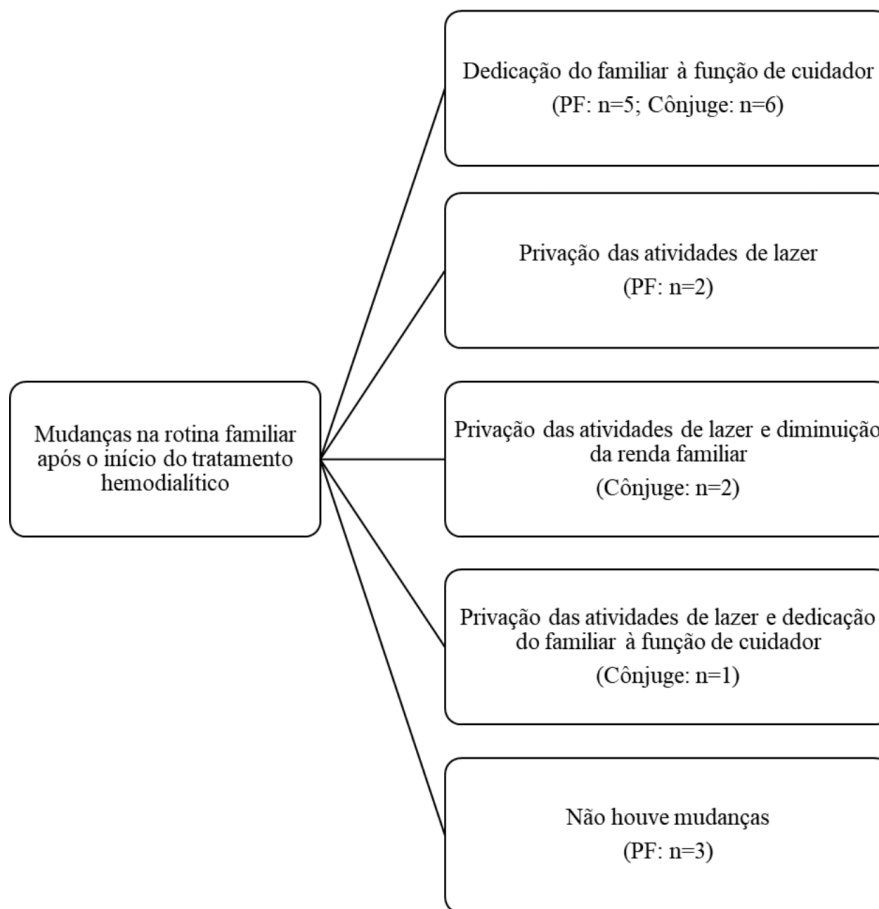 Dedicação do familiar à função de cuidador
(PF: n=5; Cônjuge: n=6)
Privação das atividades de lazer
(PF: n=2)
Mudanças na rotina familiar
após o início do tratamento
hemodialítico
Privação das atividades de lazer e diminuição
da renda familiar
(Cônjuge: n=2)
Privação das atividades de lazer e dedicação
do familiar à função de cuidador
(Cônjuge: n=1)
Não houve mudanças
(PF: n=3)